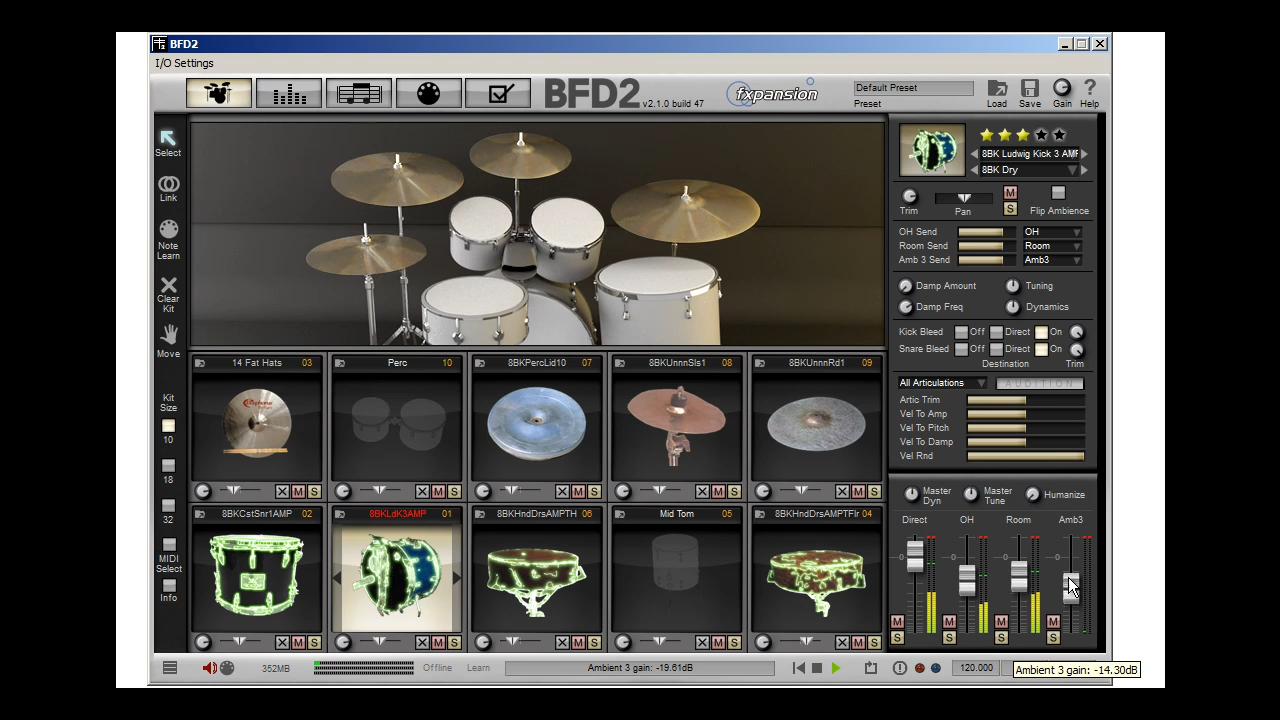 BFD2
I/O Settings
BFD2 v2.1.0 build 47
fxpansion
Default Preset
Preset
Load Save Gain Help
Select
Link
Note Learn
Clear Kit
Move
Kit Size
10
18
32
MIDI Select
Info
8BK Ludwig Kick 3 AMF
8BK Dry
Trim Pan M S Flip Ambience
OH Send OH
Room Send Room
Amb 3 Send Amb3
Damp Amount Tuning
Damp Freq Dynamics
Kick Bleed Off Direct On
Snare Bleed Off Direct On
Destination Trim
All Articulations AUDITION
Artic Trim
Vel To Amp
Vel To Pitch
Vel To Damp
Vel Rnd
14 Fat Hats 03 Perc 10 8BKPercLid10 07 8BKUnnnSls1 08 8BKUnnnRd1 09
X M S X M S X M S X M S X M S
8BKCstSnr1AMP 02 8BKLdK3AMP 01 8BKHndDrsAMPTH 06 Mid Tom 05 8BKHndDrsAMPTFlr 04
X M S X M S X M S X M S X M S
Master Dyn Master Tune Humanize
Direct OH Room Amb3
0 0 0 0
M M M M
S S S S
352MB Offline Learn Ambient 3 gain: -19.61dB 120.000
Ambient 3 gain: -14.30dB